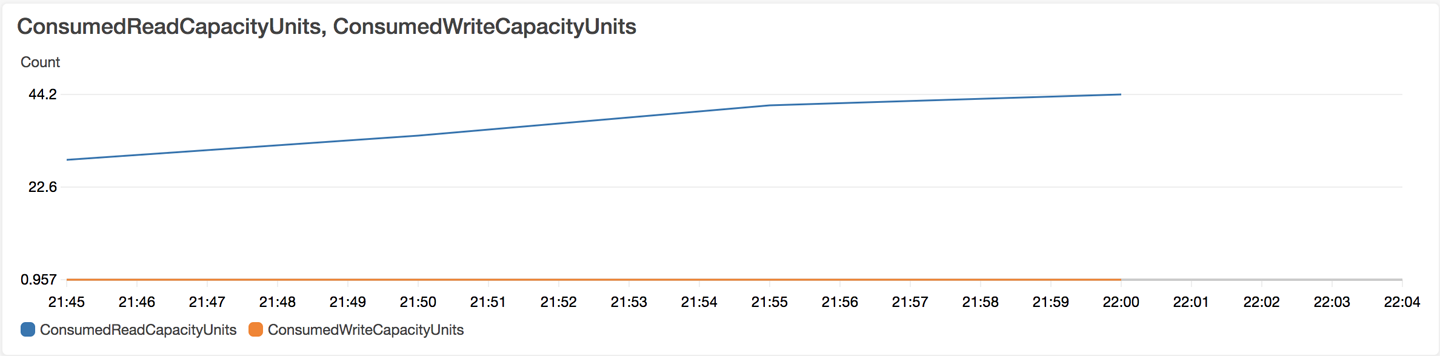 ConsumedReadCapacityUnits, ConsumedWriteCapacityUnits
Count
44.2
22.6
0.957
21:45 21:46 21:47 21:48 21:49 21:50 21:51 21:52 21:53 21:54 21:55 21:56 21:57 21:58 21:59 22:00 22:01 22:02 22:03 22:04
ConsumedReadCapacityUnits ConsumedWriteCapacityUnits